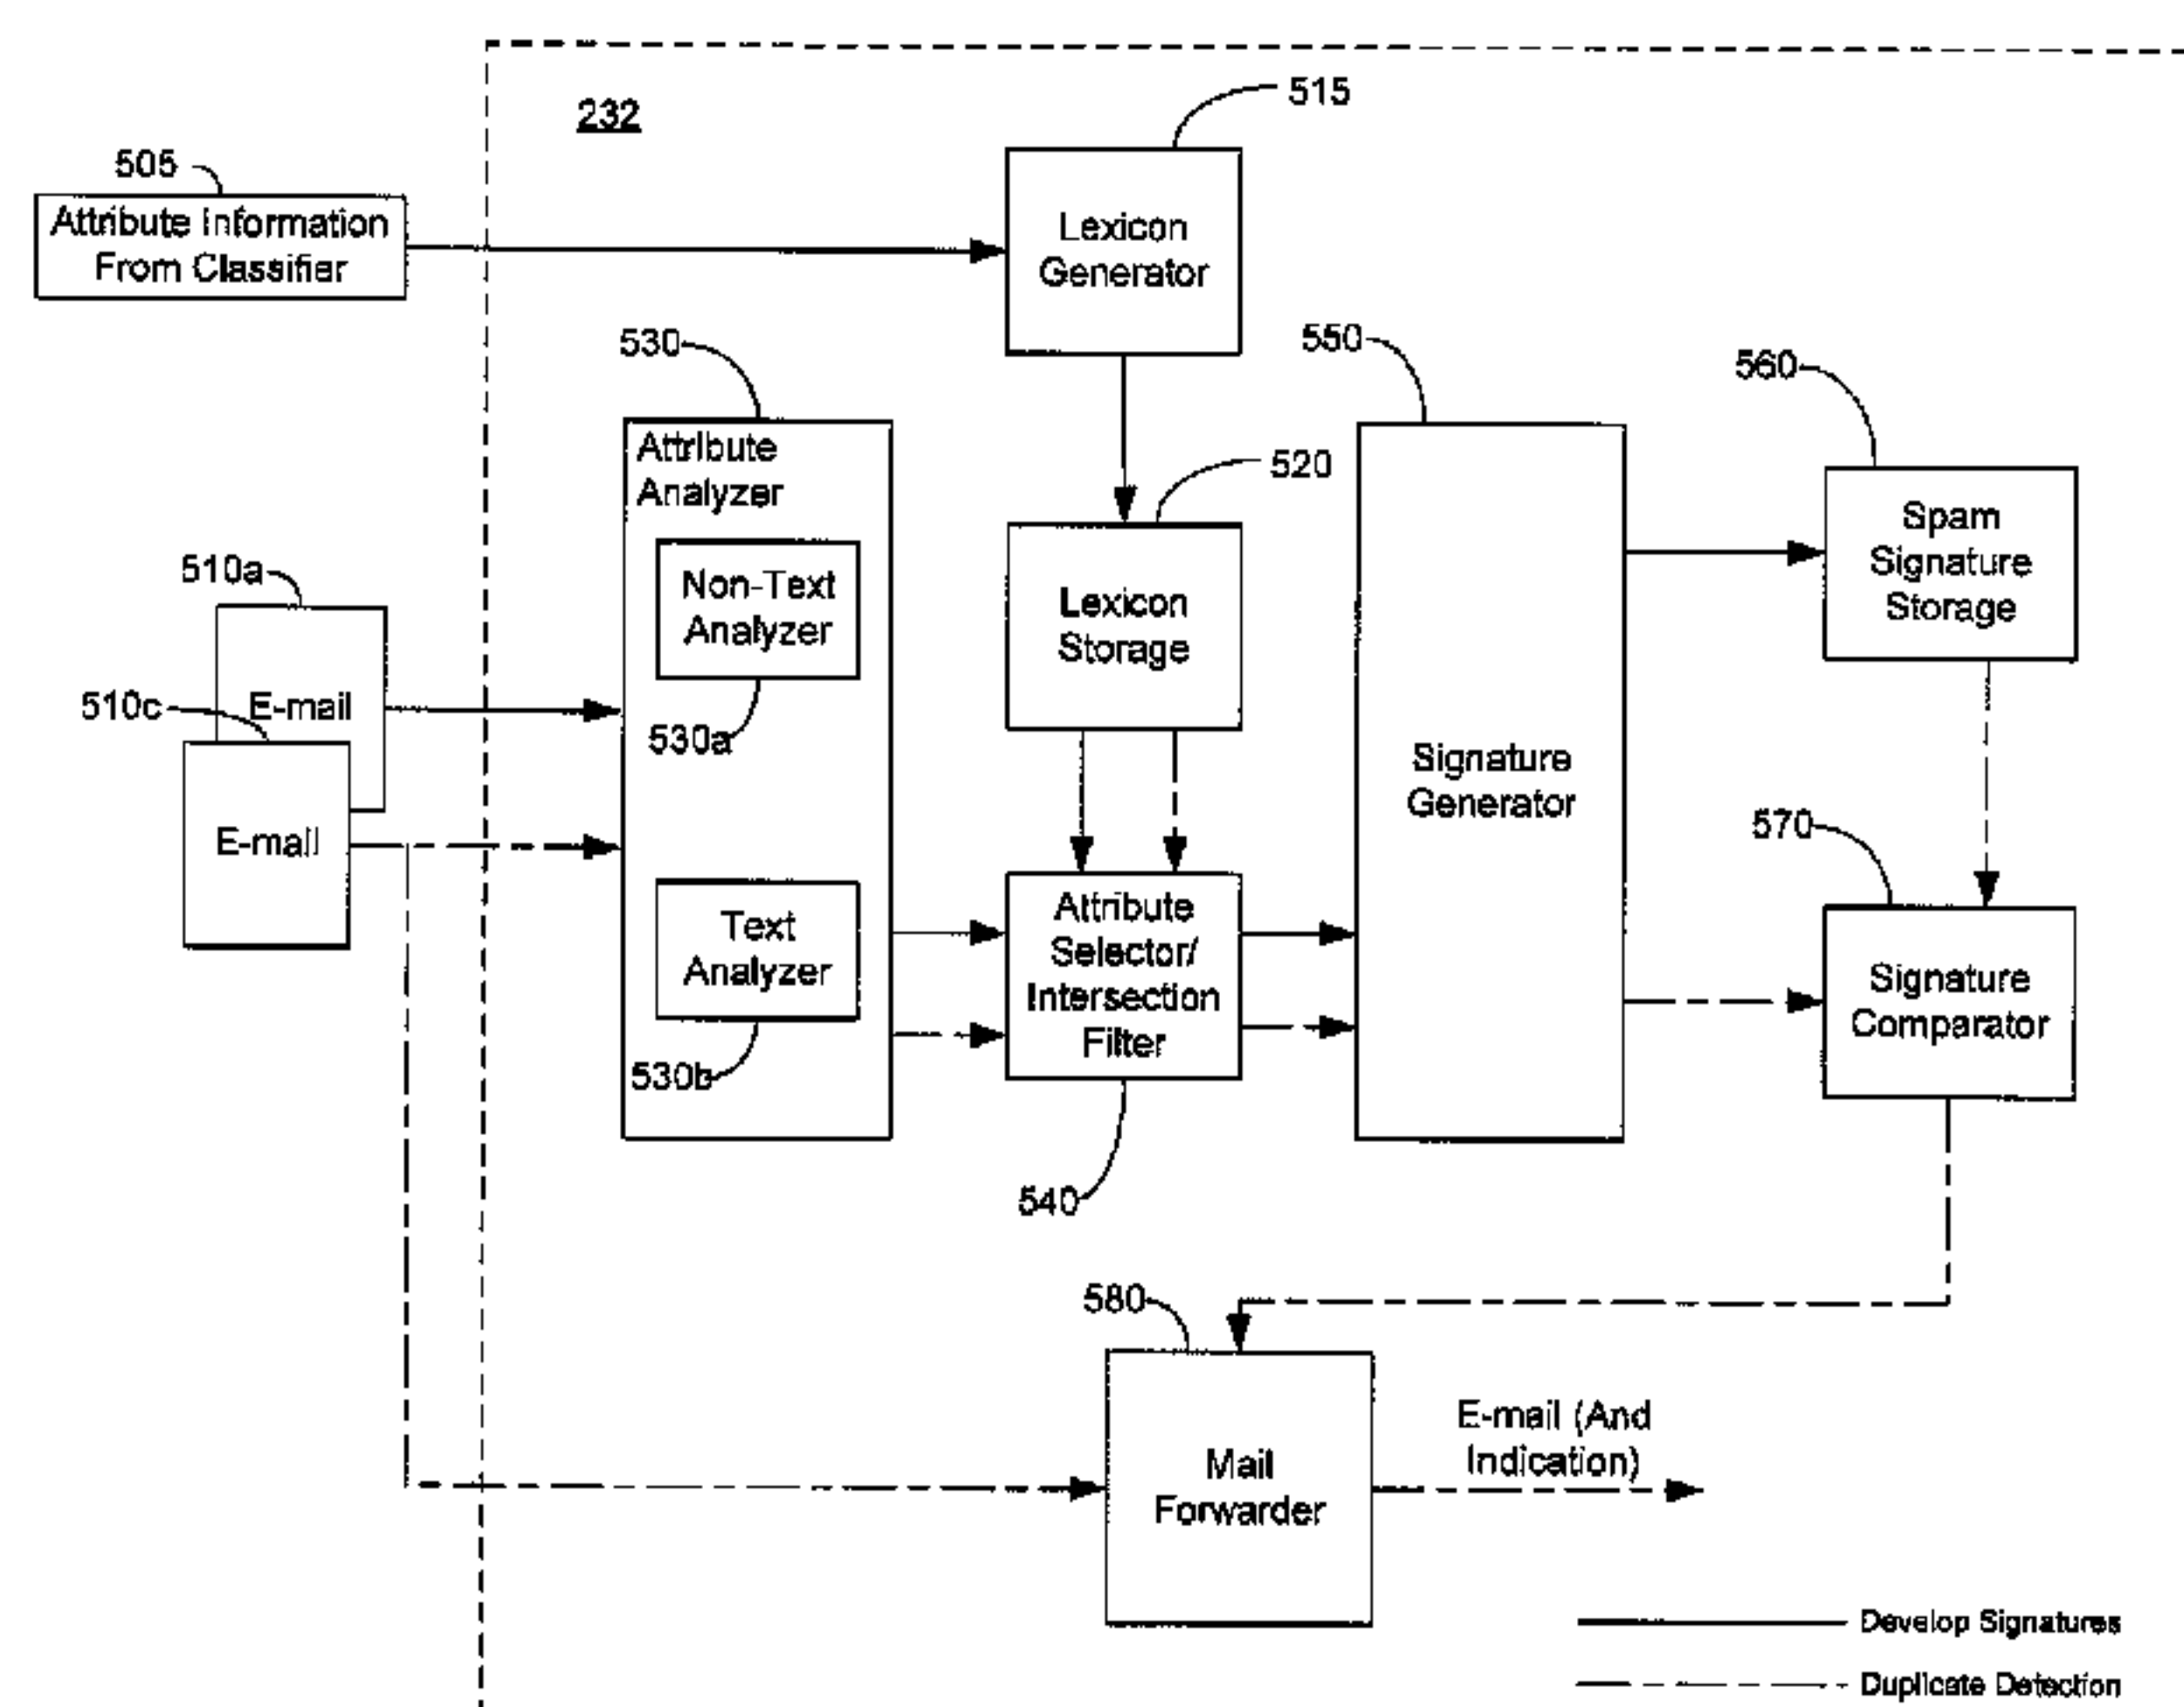 232
515
505
Attribute Information
From Classifier
Lexicon
Generator
530
550
560
Attribute
Analyzer
520
Spam
Signature
Storage
510a
Non-Text
Analyzer
Lexicon
Storage
510c
E-mail
530a
Signature
Generator
570
E-mail
Text
Analyzer
Attribute
Selector/
Intersection
Filter
Signature
Comparator
530b
540
580
E-mail (And
Indication)
Mail
Forwarder
Develop Signatures
Duplicate Detection